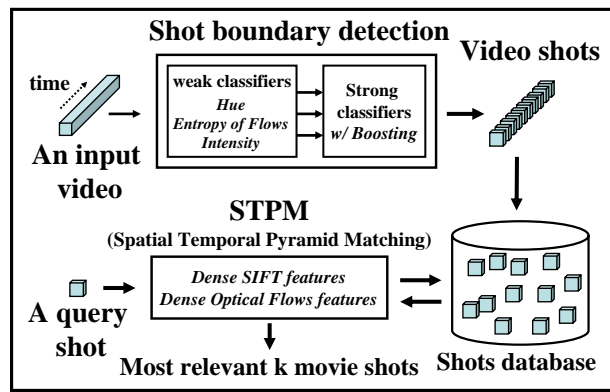 Shot boundary detection
Video shots
time
weak classifiers
Hue
Entropy of Flows
Intensity
Strong
classifiers
w/ Boosting
An input
video
STPM
(Spatial Temporal Pyramid Matching)
Dense SIFT features
Dense Optical Flows features
A query
shot
Most relevant k movie shots
Shots database